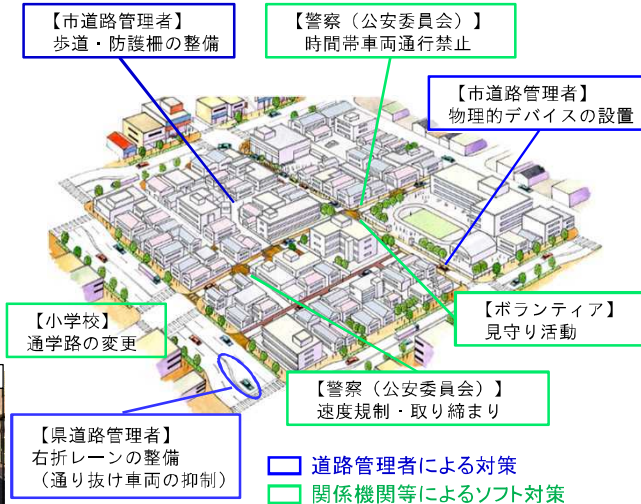 【市道路管理者】
歩道・防護柵の整備
【警察（公安委員会）】
時間帯車両通行禁止
【市道路管理者】
物理的デバイスの設置
【小学校】
通学路の変更
【ボランティア】
見守り活動
【警察（公安委員会）】
速度規制・取り締まり
【県道路管理者】
右折レーンの整備
（通り抜け車両の抑制）
道路管理者による対策
関係機関等によるソフト対策